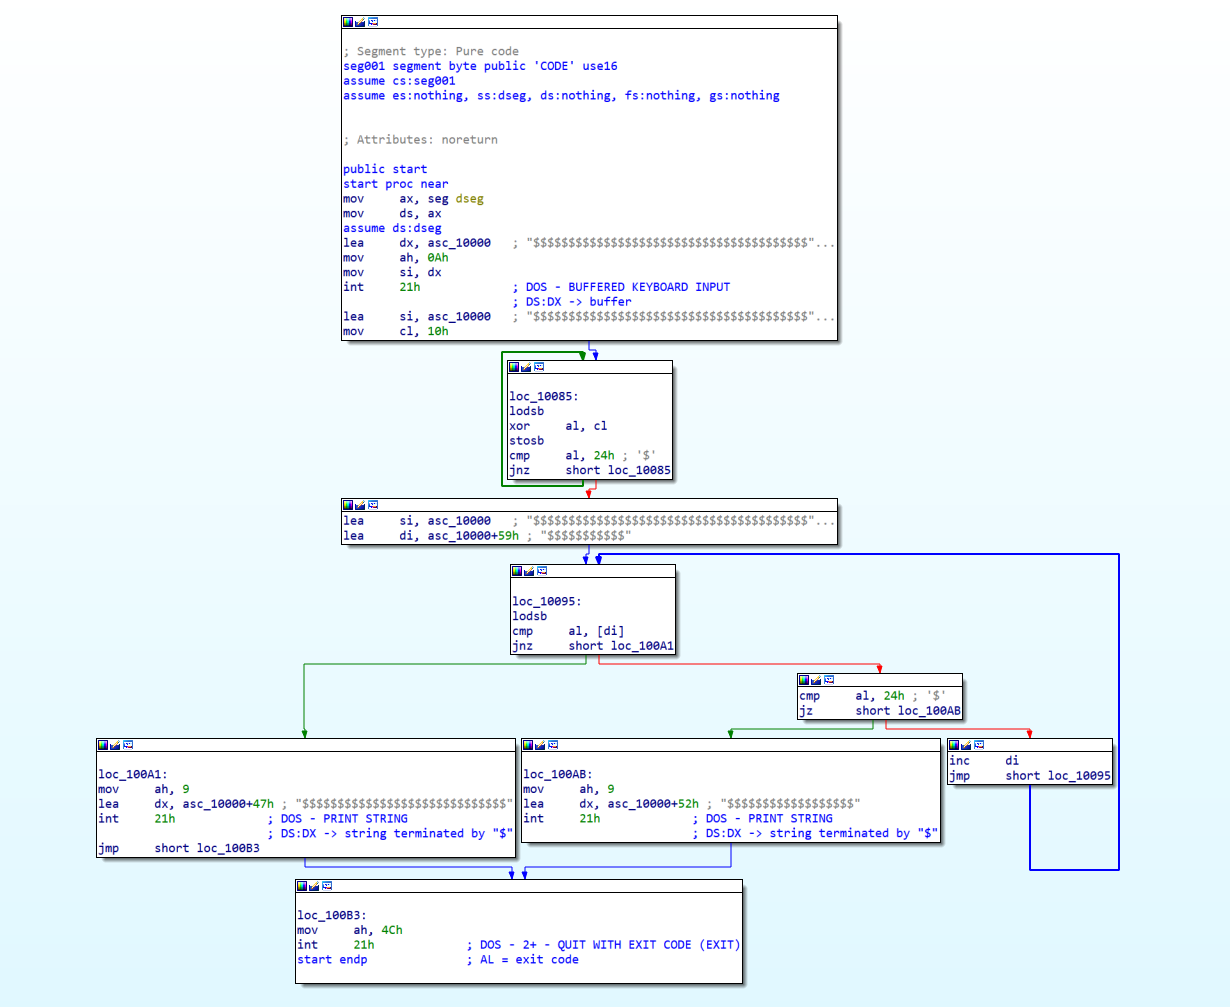 ; Segment type: Pure code
seg001 segment byte public 'CODE' use16
assume cs:seg001
assume es:nothing, ss:dseg, ds:nothing, fs:nothing, gs:nothing
; Attributes: noreturn
public start
start proc near
mov ax, seg dseg
mov ds, ax
assume ds:dseg
lea dx, asc_10000 ; "$$$$$$$$$$$$$$$$$$$$$$$$$$$$$$$$$$$$$$$"...
mov ah, 0Ah
mov si, dx
int 21h ; DOS - BUFFERED KEYBOARD INPUT
; DS:DX -> buffer
lea si, asc_10000 ; "$$$$$$$$$$$$$$$$$$$$$$$$$$$$$$$$$$$$$$$"...
mov cl, 10h
loc_10085:
lodsb
xor al, cl
stosb
cmp al, 24h ; '$'
jnz short loc_10085
lea si, asc_10000 ; "$$$$$$$$$$$$$$$$$$$$$$$$$$$$$$$$$$$$$$$"...
lea di, asc_10000+59h ; "$$$$$$$$$$$"
loc_10095:
lodsb
cmp al, [di]
jnz short loc_100A1
cmp al, 24h ; '$'
jz short loc_100AB
loc_100A1:
mov ah, 9
lea dx, asc_10000+47h ; "$$$$$$$$$$$$$$$$$$$$$$$$$$$$$"
int 21h ; DOS - PRINT STRING
; DS:DX -> string terminated by "$"
jmp short loc_100B3
loc_100AB:
mov ah, 9
lea dx, asc_10000+52h ; "$$$$$$$$$$$$$$$$$$"
int 21h ; DOS - PRINT STRING
; DS:DX -> string terminated by "$"
inc di
jmp short loc_10095
loc_100B3:
mov ah, 4Ch
int 21h ; DOS - 2+ - QUIT WITH EXIT CODE (EXIT)
start endp ; AL = exit code